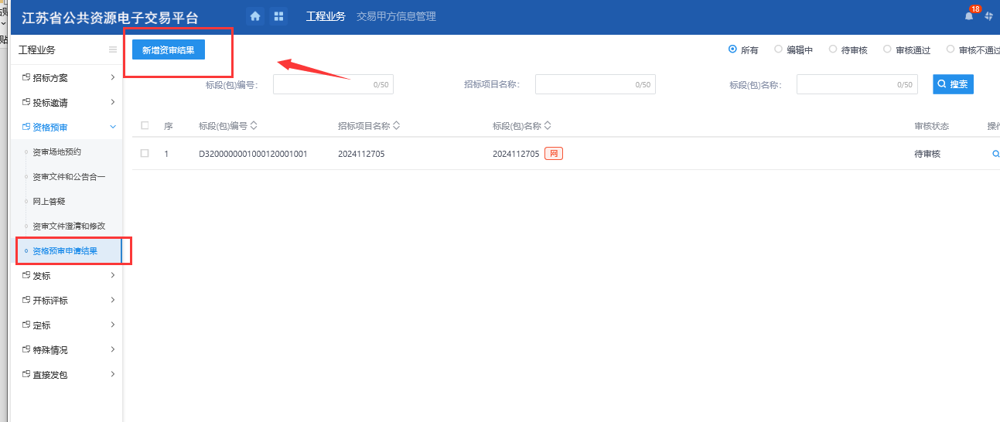 江苏省公共资源电子交易平台 工程业务 交易甲方信息管理 18
工程业务
新增资审结果
所有 编辑中 待审核 审核通过 审核不通过
标段(包)编号: 0/50 招标项目名称: 0/50 标段(包)名称: 0/50 搜索
序 标段(包)编号 招标项目名称 标段(包)名称 审核状态
1 D3200000001000120001001 2024112705 2024112705 网 待审核
招标方案
投标邀请
资格预审
资审场地预约
资审文件和公告合一
网上答疑
资审文件澄清和修改
资格预审申请结果
发标
开标评标
定标
特殊情况
直接发包